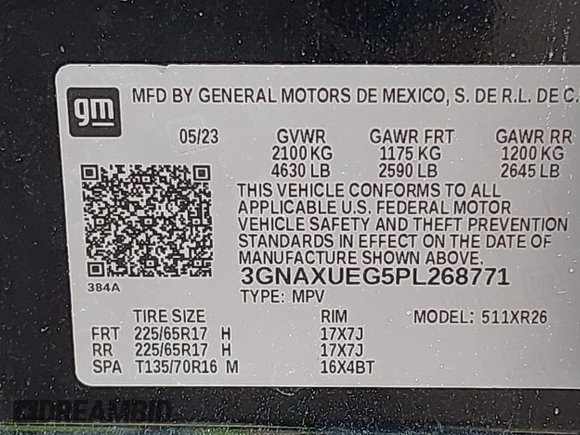 gm MFD BY GENERAL MOTORS DE MEXICO, S. DE R.L. DE C.
05/23 GVWR GAWR FRT GAWR RR
2100 KG 1175 KG 1200 KG
4630 LB 2590 LB 2645 LB
THIS VEHICLE CONFORMS TO ALL
APPLICABLE U.S. FEDERAL MOTOR
VEHICLE SAFETY AND THEFT PREVENTION
STANDARDS IN EFFECT ON THE DATE OF
MANUFACTURE SHOWN ABOVE.
384A 3GNAXUEG5PL268771
TYPE: MPV
TIRE SIZE RIM MODEL: 511XR26
FRT 225/65R17 H 17X7J
RR 225/65R17 H 17X7J
SPA T135/70R16 M 16X4BT
DREAMBID